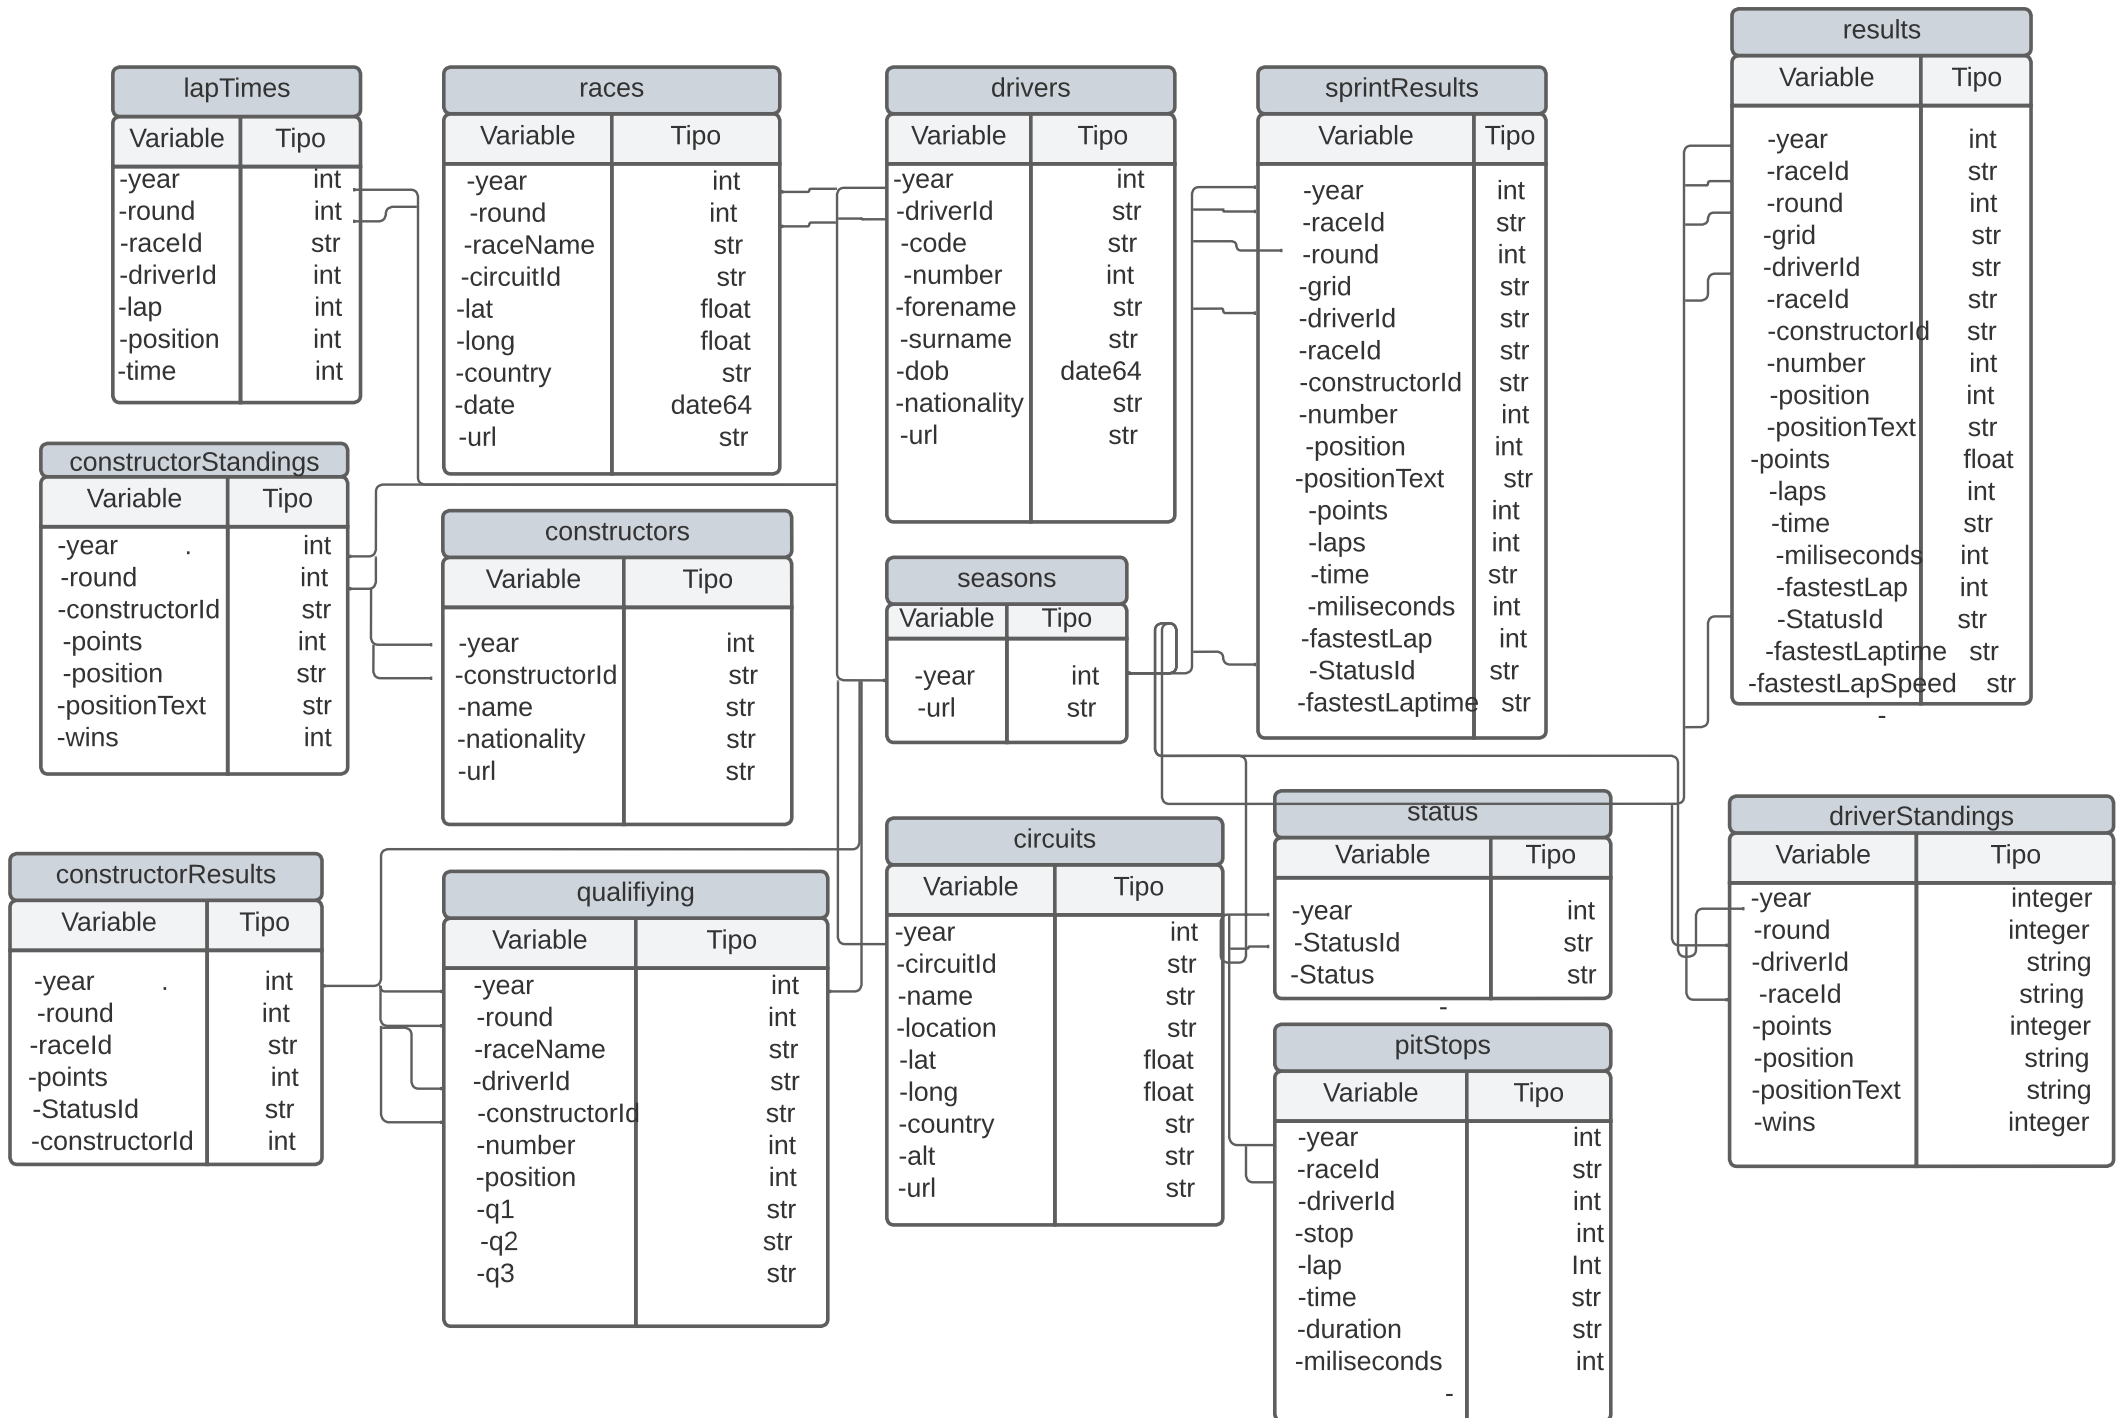 lapTimes
Variable Tipo
-year int
-round int
-raceId str
-driverId int
-lap int
-position int
-time int
races
Variable Tipo
-year int
-round int
-raceName str
-circuitId str
-lat float
-long float
-country str
-date date64
-url str
drivers
Variable Tipo
-year int
-driverId str
-code str
-number int
-forename str
-surname str
-dob date64
-nationality str
-url str
sprintResults
Variable Tipo
-year int
-raceId str
-round int
-grid str
-driverId str
-raceId str
-constructorId str
-number int
-position int
-positionText str
-points int
-laps int
-time str
-miliseconds int
-fastestLap int
-StatusId str
-fastestLaptime str
results
Variable Tipo
-year int
-raceId str
-round int
-grid str
-driverId str
-raceId str
-constructorId str
-number int
-position int
-positionText str
-points float
-laps int
-time str
-miliseconds int
-fastestLap int
-StatusId str
-fastestLaptime str
-fastestLapSpeed str
-
constructorStandings
Variable Tipo
-year . int
-round int
-constructorId str
-points int
-position str
-positionText str
-wins int
constructors
Variable Tipo
-year int
-constructorId str
-name str
-nationality str
-url str
seasons
Variable Tipo
-year int
-url str
constructorResults
Variable Tipo
-year . int
-round int
-raceId str
-points int
-StatusId str
-constructorId int
qualifiying
Variable Tipo
-year int
-round int
-raceName str
-driverId str
-constructorId str
-number int
-position int
-q1 str
-q2 str
-q3 str
circuits
Variable Tipo
-year int
-circuitId str
-name str
-location str
-lat float
-long float
-country str
-alt str
-url str
status
Variable Tipo
-year int
-StatusId str
-Status str
-
pitStops
Variable Tipo
-year int
-raceId str
-driverId int
-stop int
-lap Int
-time str
-duration str
-miliseconds int
-
driverStandings
Variable Tipo
-year integer
-round integer
-driverId string
-raceId string
-points integer
-position string
-positionText string
-wins integer